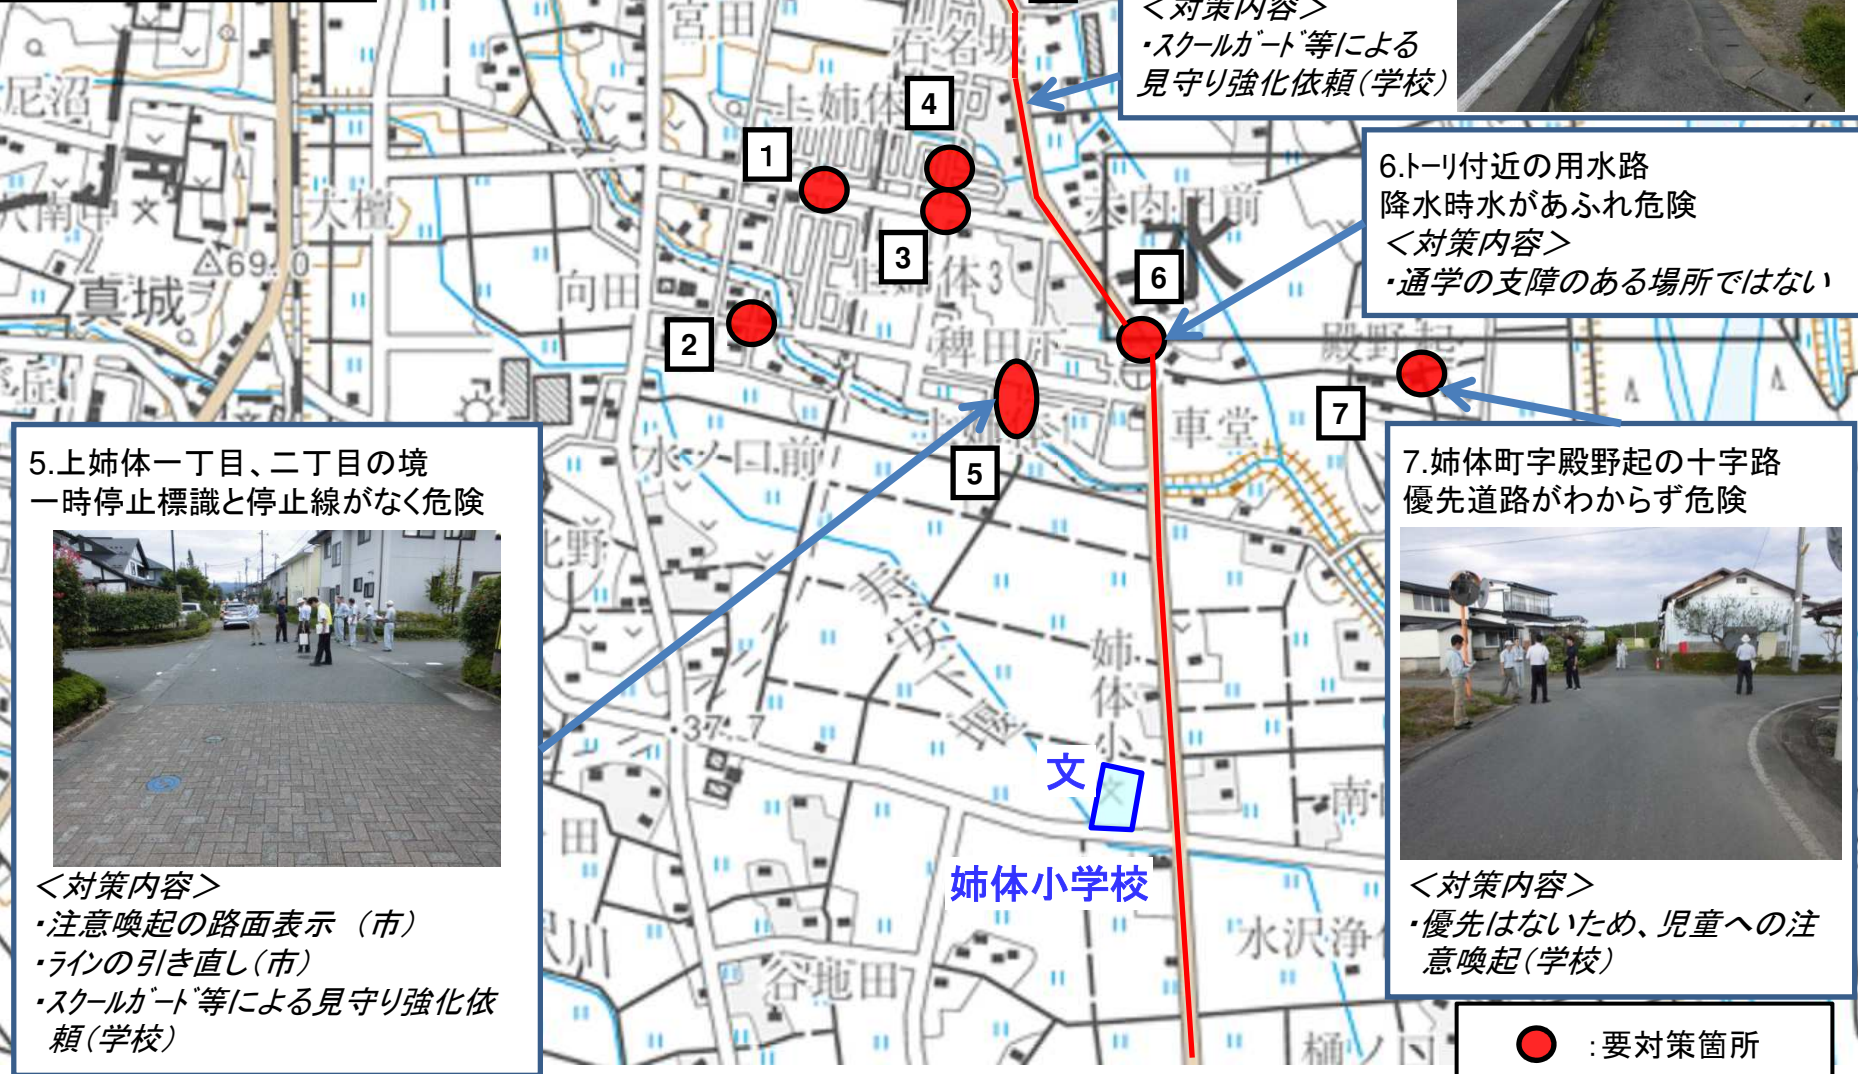 ＜対策内容＞
・スクールガード等による
見守り強化依頼（学校）
6.トーリ付近の用水路
降水時水があふれ危険
＜対策内容＞
・通学の支障のある場所ではない
宮田
石名坂
尼沼
上姉体
4
1
大檀
3
6
69.0
真城
向田
2
稗田下
殿野起
7
車堂
水ノ口前
5
5.上姉体一丁目、二丁目の境
一時停止標識と停止線がなく危険
＜対策内容＞
・注意喚起の路面表示 （市）
・ラインの引き直し（市）
・スクールガード等による見守り強化依
頼（学校）
7.姉体町字殿野起の十字路
優先道路がわからず危険
＜対策内容＞
・優先はないため、児童への注
意喚起（学校）
姉体小
37.7
文
姉体小学校
谷地田
：要対策箇所